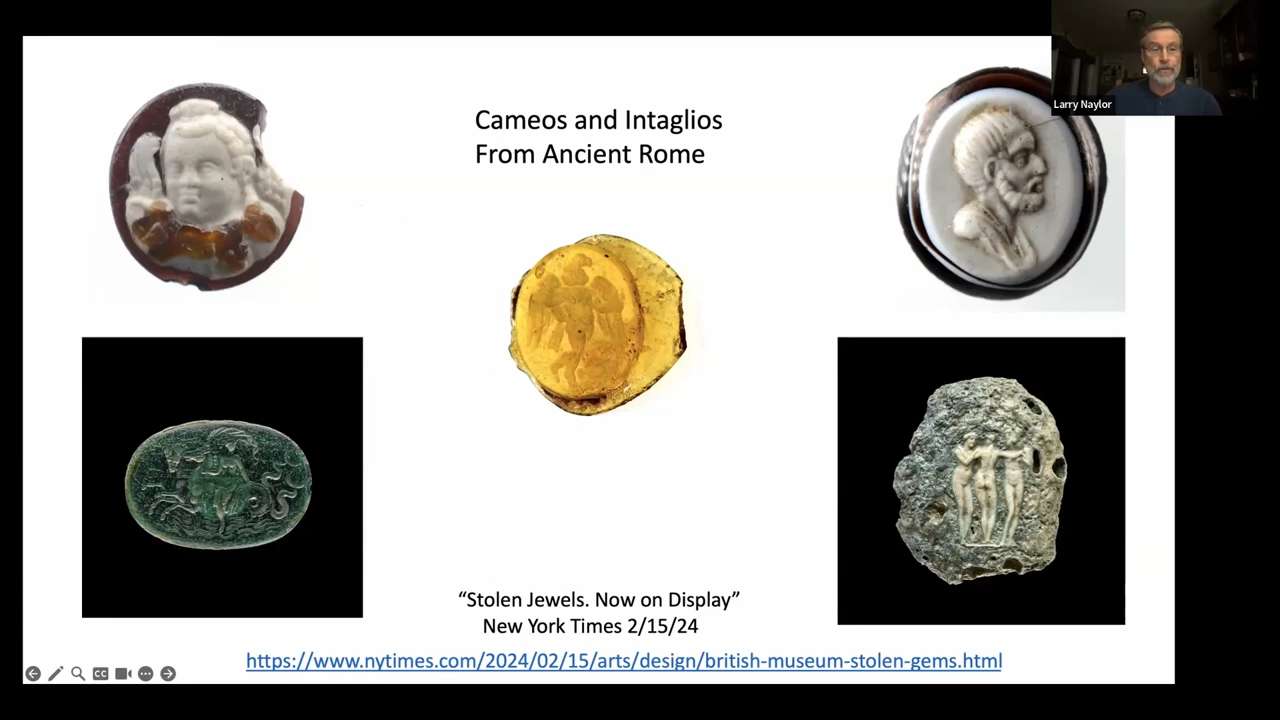 Larry Naylor
Cameos and Intaglios
From Ancient Rome
“Stolen Jewels. Now on Display”
New York Times 2/15/24
https://www.nytimes.com/2024/02/15/arts/design/british-museum-stolen-gems.html
CC